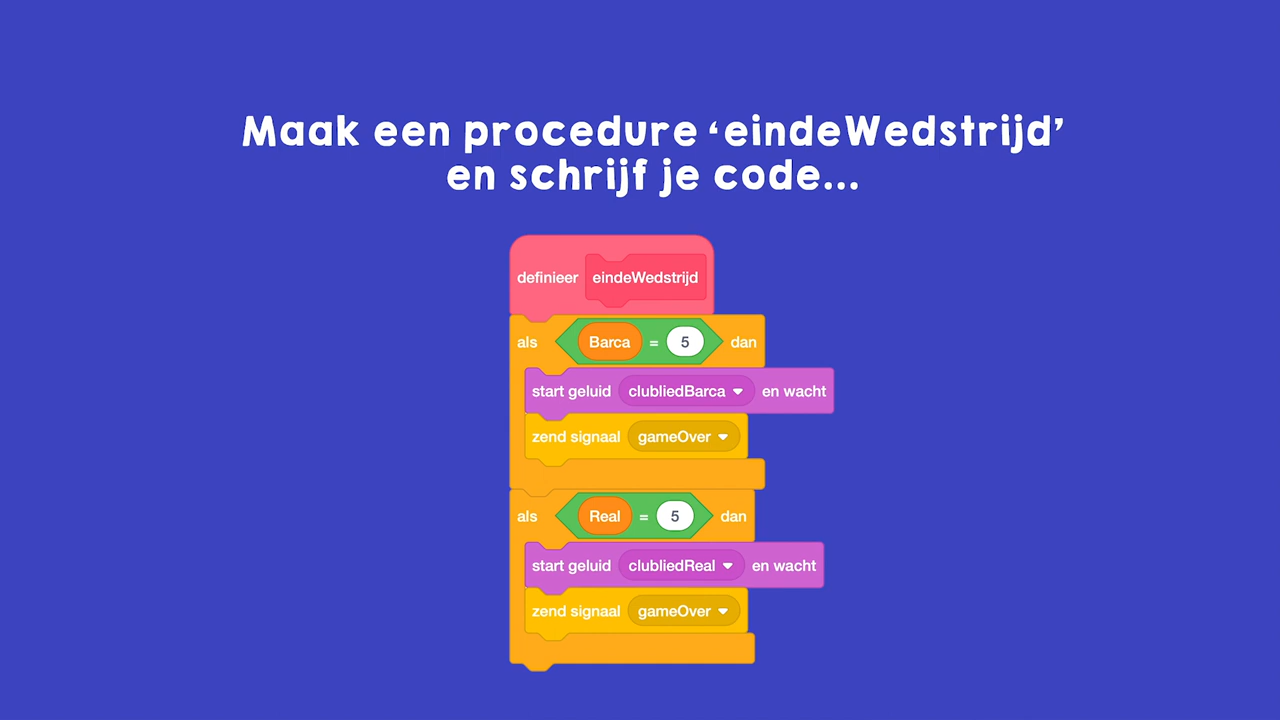 Maak een procedure ‘eindeWedstrijd’
en schrijf je code...
definieer eindeWedstrijd
als Barca = 5 dan
start geluid clubliedBarca en wacht
zend signaal gameOver
als Real = 5 dan
start geluid clubliedReal en wacht
zend signaal gameOver